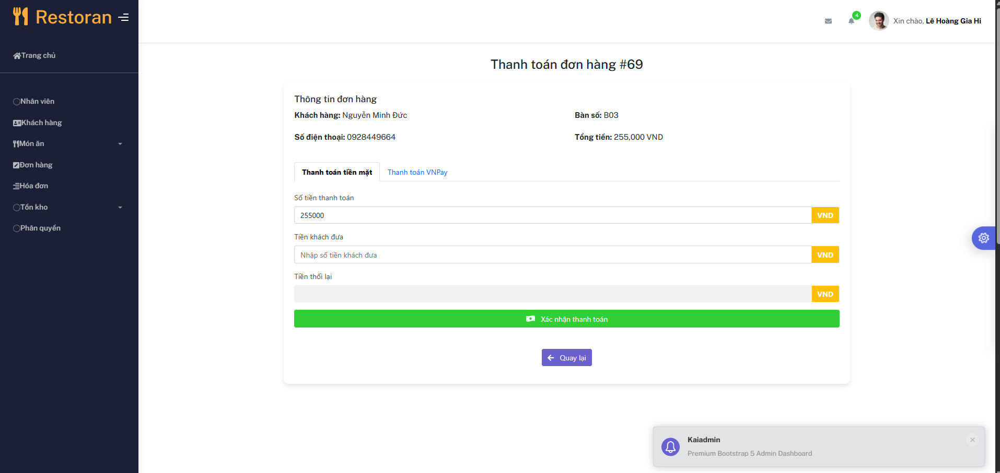 Restoran
4
Xin chào, Lê Hoàng Gia Hi
Trang chủ
Nhân viên
Khách hàng
Món ăn
Đơn hàng
Hóa đơn
Tồn kho
Phân quyền
Thanh toán đơn hàng #69
Thông tin đơn hàng
Khách hàng: Nguyễn Minh Đức
Bàn số: B03
Số điện thoại: 0928449664
Tổng tiền: 255,000 VND
Thanh toán tiền mặt
Thanh toán VNPay
Số tiền thanh toán
255000
VND
Tiền khách đưa
Nhập số tiền khách đưa
VND
Tiền thối lại
VND
Xác nhận thanh toán
Quay lại
Kaiadmin
Premium Bootstrap 5 Admin Dashboard